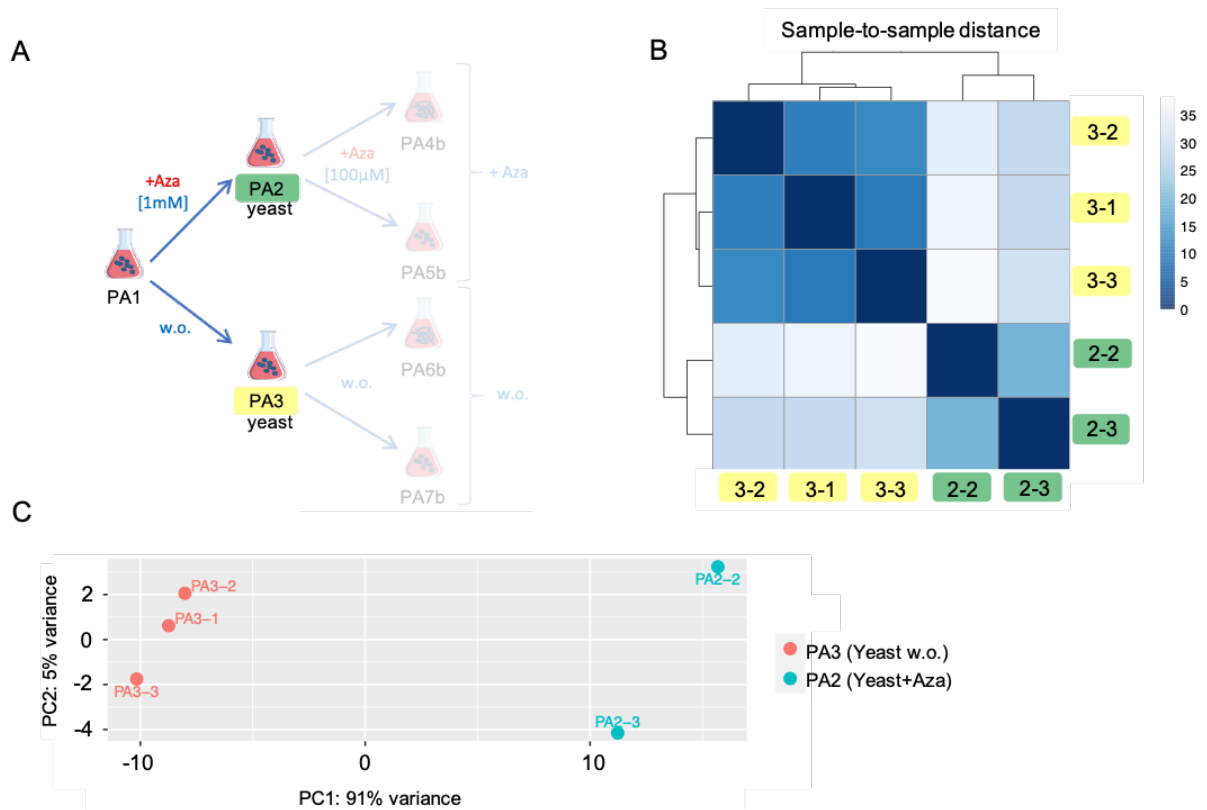 A
+Aza
[1mM]
PA1
w.o.
PA2
yeast
PA3
yeast
+Aza
[100µM]
w.o.
PA4b
PA5b
PA6b
PA7b
+ Aza
w.o.
B
Sample-to-sample distance
3-2
3-1
3-3
2-2
2-3
3-2 3-1 3-3 2-2 2-3
35
30
25
20
15
10
5
0
C
PC2: 5% variance
2
0
-2
-4
PA3-2
PA3-1
PA3-3
PA2-2
PA2-3
-10 0 10
PC1: 91% variance
PA3 (Yeast w.o.)
PA2 (Yeast+Aza)